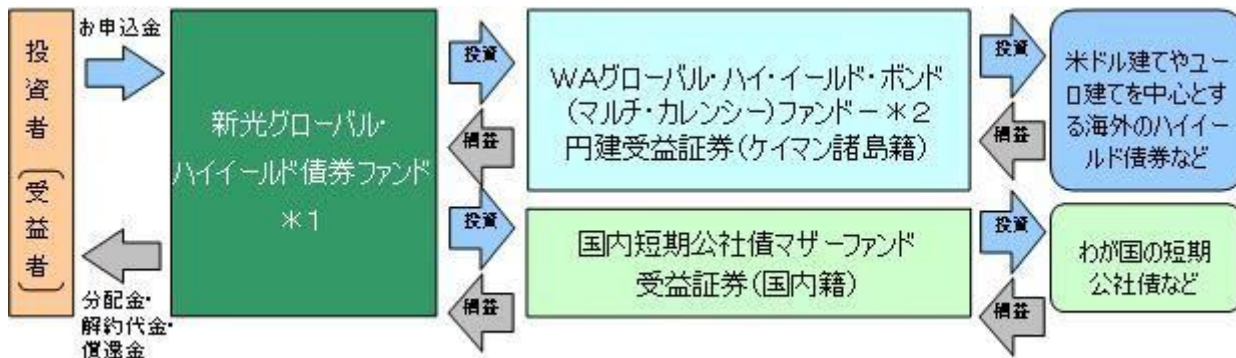 投資者（受益者）
お申込金
分配金・
解約代金・
償還金
新光グローバル・
ハイイールド債券ファンド
＊１
投資
損益
投資
損益
WAグローバル・ハイ・イールド・ボンド
(マルチ・カレンシー)ファンドー＊２
円建受益証券(ケイマン諸島籍)
国内短期公社債マザーファンド
受益証券(国内籍)
投資
損益
投資
損益
米ドル建てやユー
ロ建てを中心とす
る海外のハイイー
ルド債券など
わが国の短期
公社債など